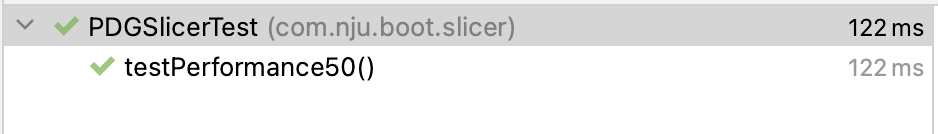 PDGSlicerTest (com.nju.boot.slicer) 122 ms
testPerformance50() 122 ms